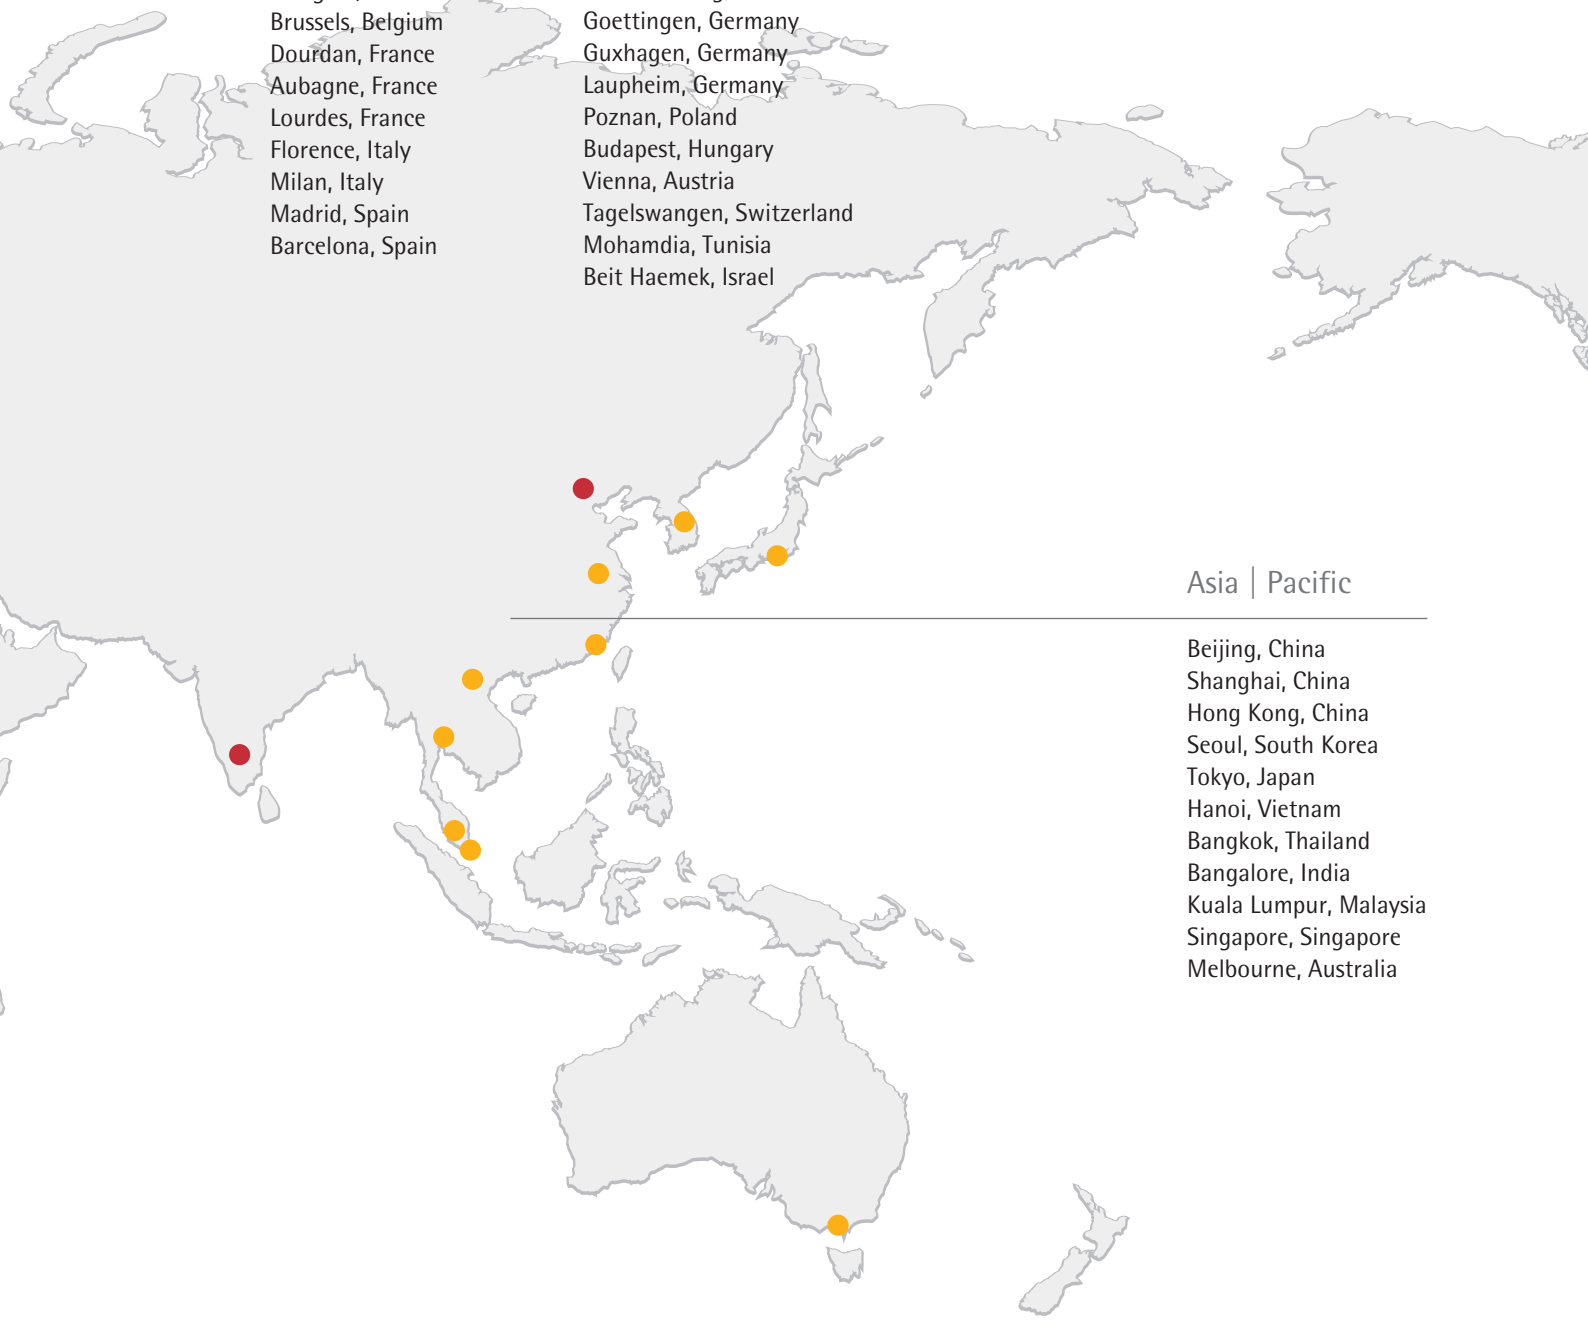 Brussels, Belgium
Dourdan, France
Aubagne, France
Lourdes, France
Florence, Italy
Milan, Italy
Madrid, Spain
Barcelona, Spain
Goettingen, Germany
Guxhagen, Germany
Laupheim, Germany
Poznan, Poland
Budapest, Hungary
Vienna, Austria
Tagelswangen, Switzerland
Mohamdia, Tunisia
Beit Haemek, Israel
Asia | Pacific
Beijing, China
Shanghai, China
Hong Kong, China
Seoul, South Korea
Tokyo, Japan
Hanoi, Vietnam
Bangkok, Thailand
Bangalore, India
Kuala Lumpur, Malaysia
Singapore, Singapore
Melbourne, Australia